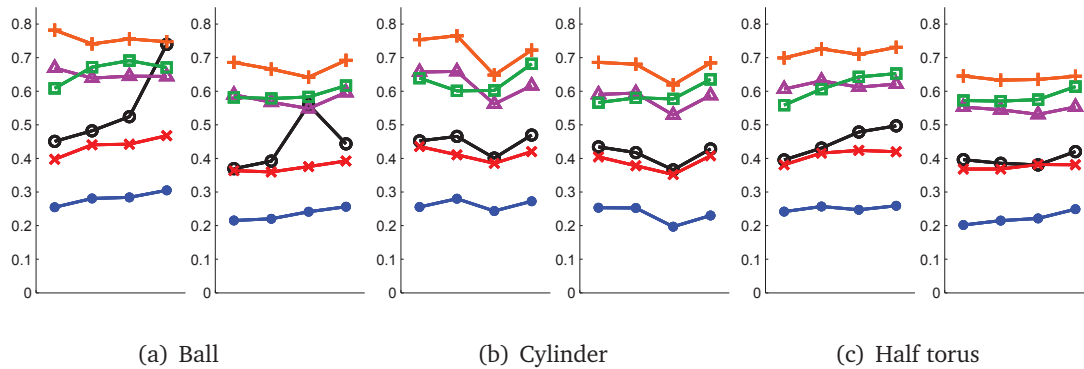 0.8 0.8 0.8 0.8 0.8 0.8
0.7 0.7 0.7 0.7 0.7 0.7
0.6 0.6 0.6 0.6 0.6 0.6
0.5 0.5 0.5 0.5 0.5 0.5
0.4 0.4 0.4 0.4 0.4 0.4
0.3 0.3 0.3 0.3 0.3 0.3
0.2 0.2 0.2 0.2 0.2 0.2
0.1 0.1 0.1 0.1 0.1 0.1
0 0 0 0 0 0
(a) Ball (b) Cylinder (c) Half torus